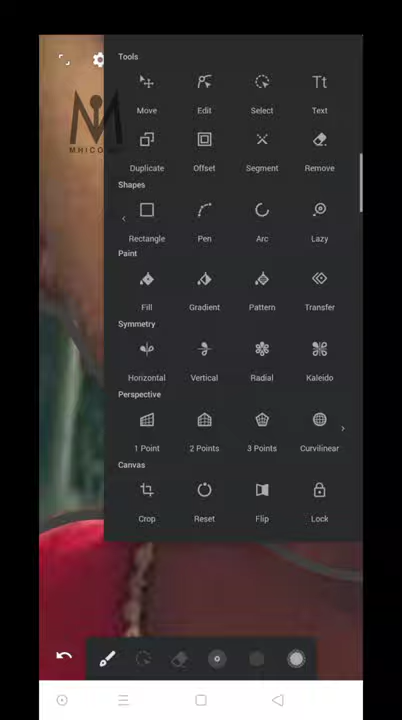 Tools
Move Edit Select Text
Duplicate Offset Segment Remove
Shapes
Rectangle Pen Arc Lazy
Paint
Fill Gradient Pattern Transfer
Symmetry
Horizontal Vertical Radial Kaleido
Perspective
1 Point 2 Points 3 Points Curvilinear
Canvas
Crop Reset Flip Lock